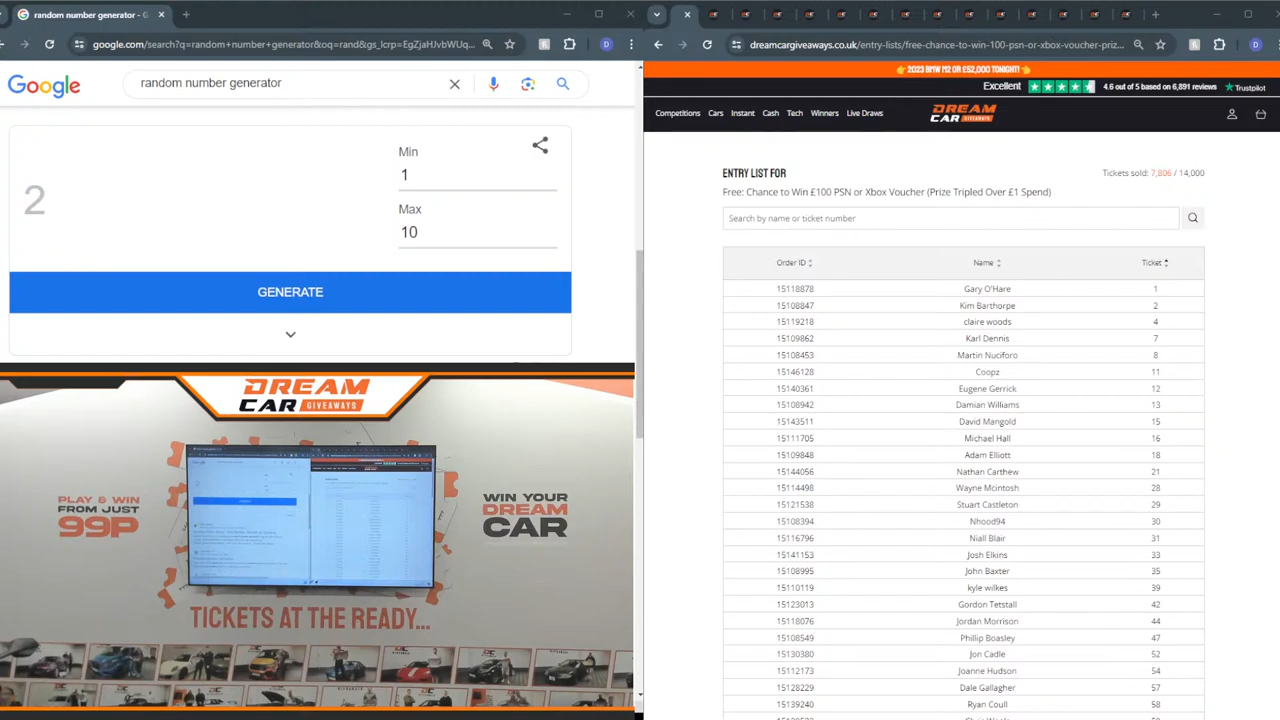 random number generator - G
google.com/search?q=random+number+generator&oq=rand&gs_lcrp=EgZjaHJvbWUq...
D
Google
random number generator
2
Min
1
Max
10
GENERATE
DREAM
CAR GIVEAWAYS
PLAY & WIN
FROM JUST
99P
WIN YOUR
DREAM
CAR
TICKETS AT THE READY...
dreamcargiveaways.co.uk/entry-lists/free-chance-to-win-100-psn-or-xbox-voucher-priz...
D
👉 2023 BMW M2 OR £52,000 TONIGHT! 👈
Excellent 4.6 out of 5 based on 6,891 reviews Trustpilot
Competitions Cars Instant Cash Tech Winners Live Draws
DREAM
CAR GIVEAWAYS
ENTRY LIST FOR
Tickets sold: 7,806 / 14,000
Free: Chance to Win £100 PSN or Xbox Voucher (Prize Tripled Over £1 Spend)
Search by name or ticket number
Order ID Name Ticket
15118878 Gary O'Hare 1
15108847 Kim Barthorpe 2
15119218 claire woods 4
15109862 Karl Dennis 7
15108453 Martin Nuciforo 8
15146128 Coopz 11
15140361 Eugene Gerrick 12
15108942 Damian Williams 13
15143511 David Mangold 15
15111705 Michael Hall 16
15109848 Adam Elliott 18
15144056 Nathan Carthew 21
15114498 Wayne Mcintosh 28
15121538 Stuart Castleton 29
15108394 Nhood94 30
15116796 Niall Blair 31
15141153 Josh Elkins 33
15108995 John Baxter 35
15110119 kyle wilkes 39
15123013 Gordon Tetstall 42
15118076 Jordan Morrison 44
15108549 Phillip Boasley 47
15130380 Jon Cadle 52
15112173 Joanne Hudson 54
15128229 Dale Gallagher 57
15139240 Ryan Coull 58